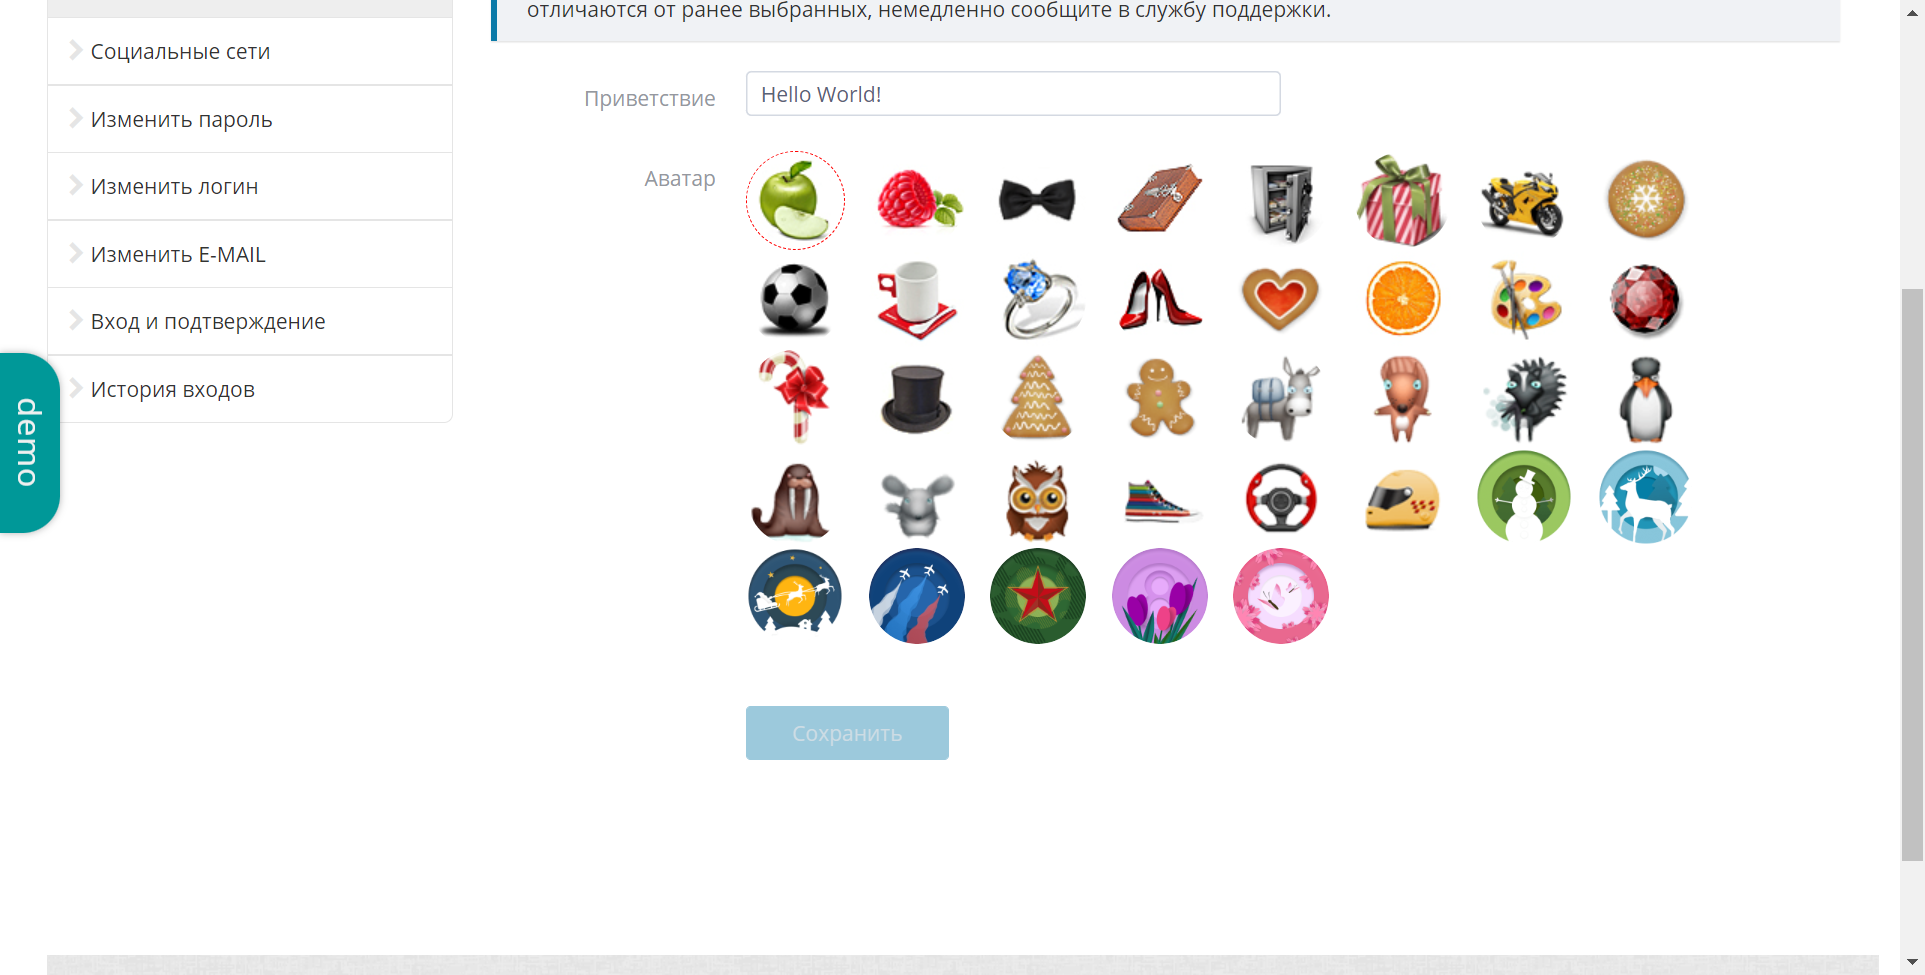 отличаются от ранее выбранных, немедленно сообщите в службу поддержки.
Социальные сети
Изменить пароль
Изменить логин
Изменить E-MAIL
Вход и подтверждение
История входов
demo
Приветствие
Hello World!
Аватар
Сохранить